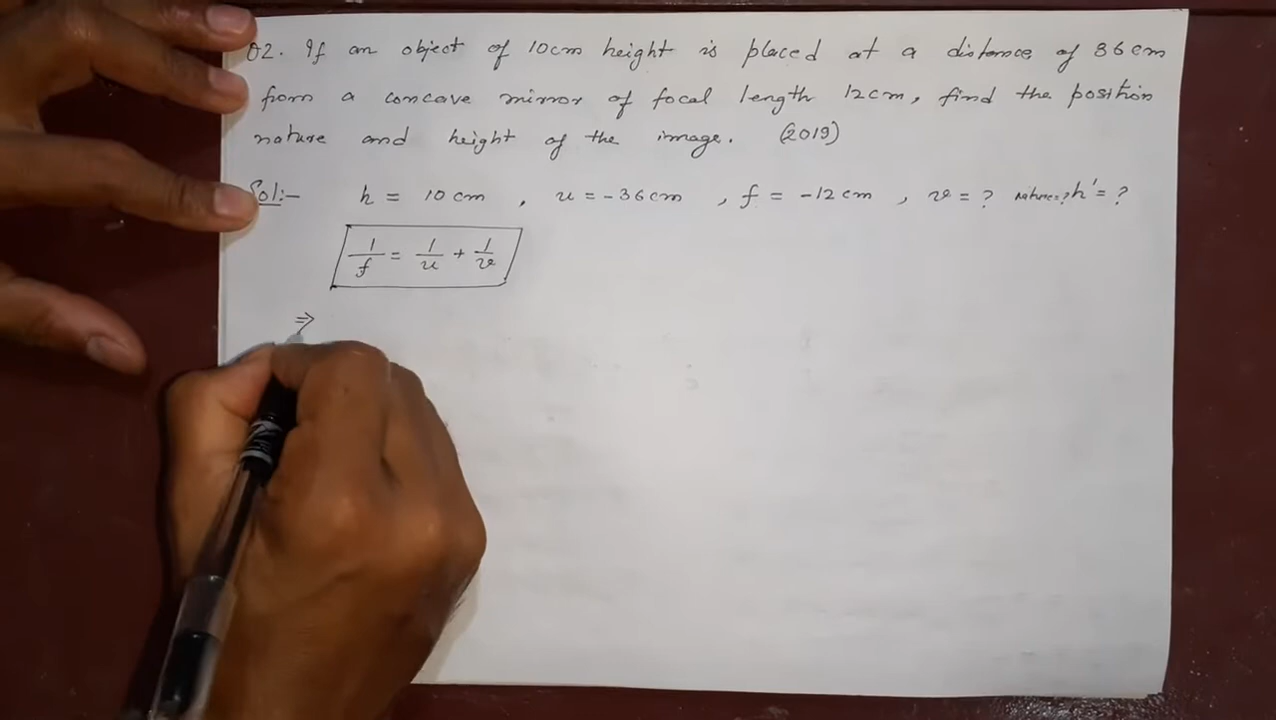 Q2. If an object of 10cm height is placed at a distance of 36cm
from a concave mirror of focal length 12cm, find the position
nature and height of the image. (2019)
Sol:- h = 10 cm , u = -36cm , f = -12 cm , v = ? nature=? h' = ?
1/f = 1/u + 1/v
⇒